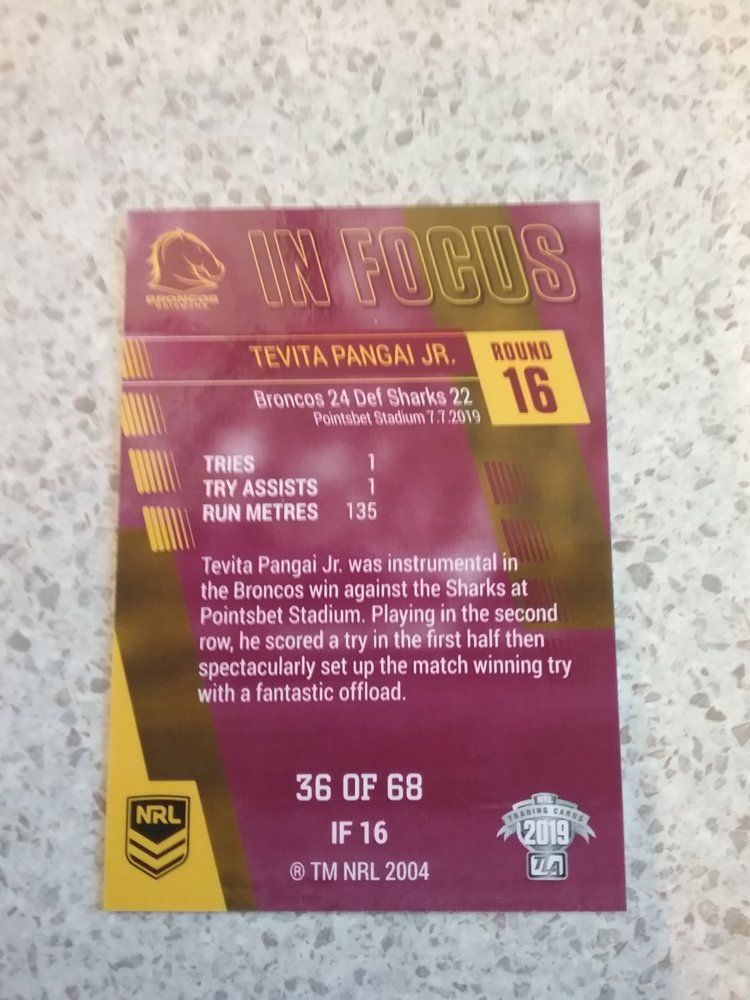 IN FOCUS
BRONCOS
BRISBANE
TEVITA PANGAI JR.
ROUND
16
Broncos 24 Def Sharks 22
Pointsbet Stadium 7.7.2019
TRIES 1
TRY ASSISTS 1
RUN METRES 135
Tevita Pangai Jr. was instrumental in
the Broncos win against the Sharks at
Pointsbet Stadium. Playing in the second
row, he scored a try in the first half then
spectacularly set up the match winning try
with a fantastic offload.
36 OF 68
IF 16
® TM NRL 2004
NRL
NRL
TRADING CARDS
2019
TLA